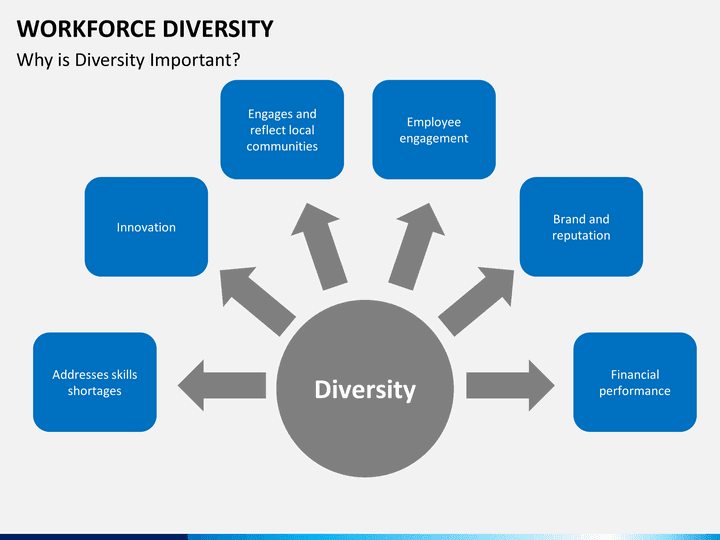 WORKFORCE DIVERSITY
Why is Diversity Important?
Engages and
reflect local
communities
Employee
engagement
Innovation
Brand and
reputation
Addresses skills
shortages
Diversity
Financial
performance